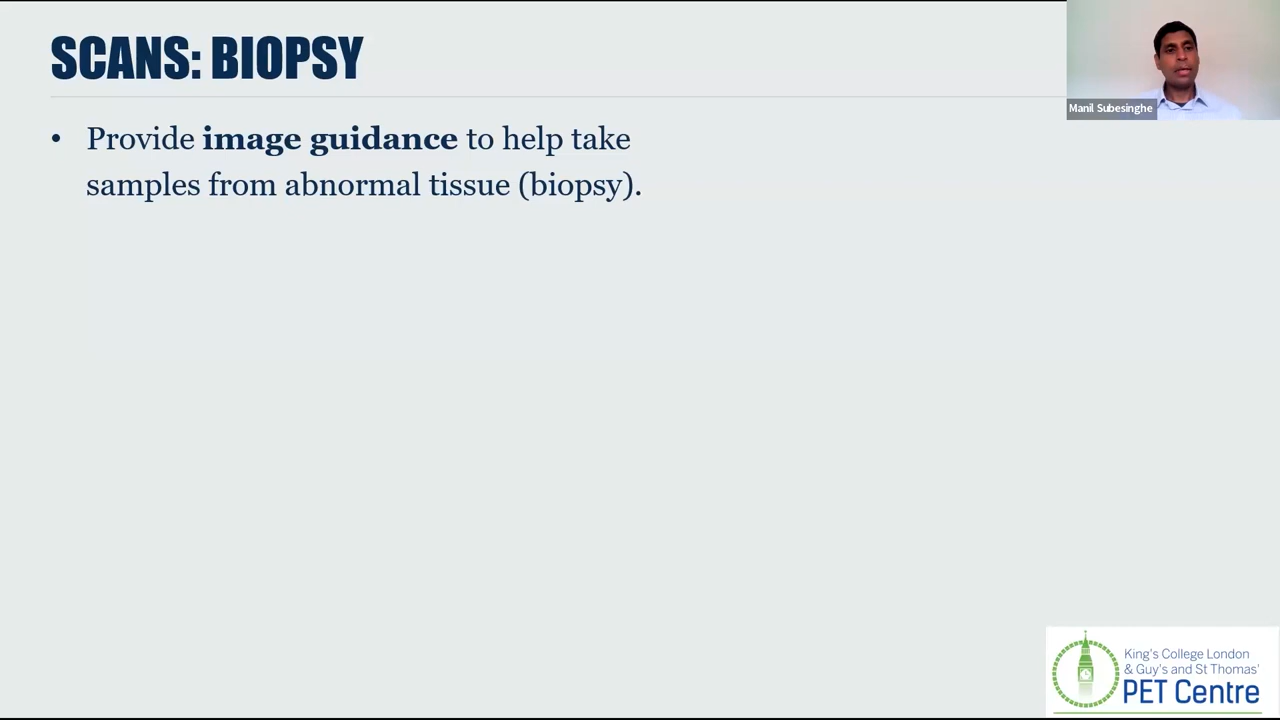 SCANS: BIOPSY
Manil Subesinghe
• Provide image guidance to help take
samples from abnormal tissue (biopsy).
King's College London
& Guy's and St Thomas'
PET Centre